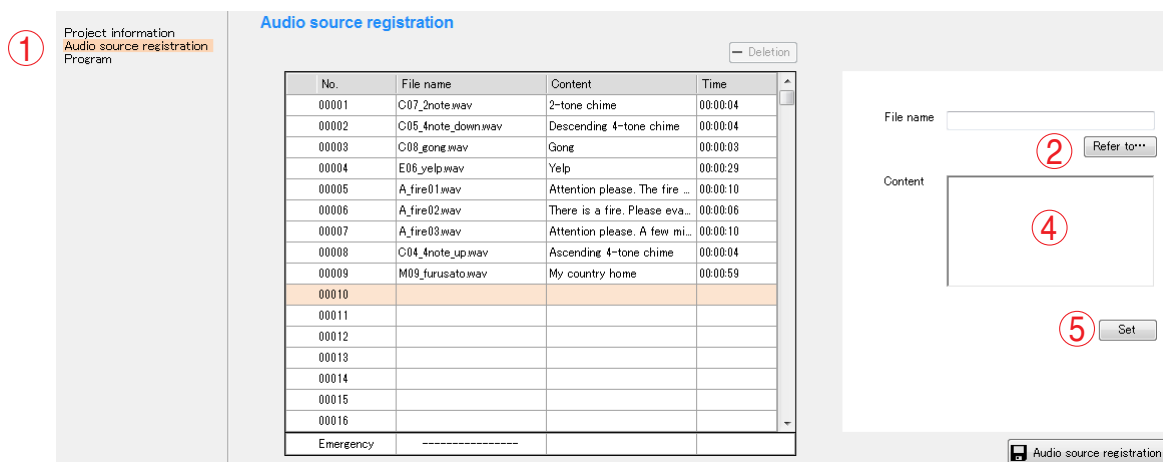 ①
Project information
Audio source registration
Program
Audio source registration
− Deletion
No. File name Content Time
00001 C07_2note.wav 2-tone chime 00:00:04
00002 C05_4note_down.wav Descending 4-tone chime 00:00:04
00003 C08_gong.wav Gong 00:00:03
00004 E06_yelp.wav Yelp 00:00:29
00005 A_fire01.wav Attention please. The fire ... 00:00:10
00006 A_fire02.wav There is a fire. Please eva... 00:00:06
00007 A_fire03.wav Attention please. A few mi... 00:00:10
00008 C04_4note_up.wav Ascending 4-tone chime 00:00:04
00009 M09_furusato.wav My country home 00:00:59
00010
00011
00012
00013
00014
00015
00016
Emergency ----------------
File name
② Refer to···
Content
④
⑤ Set
Audio source registration